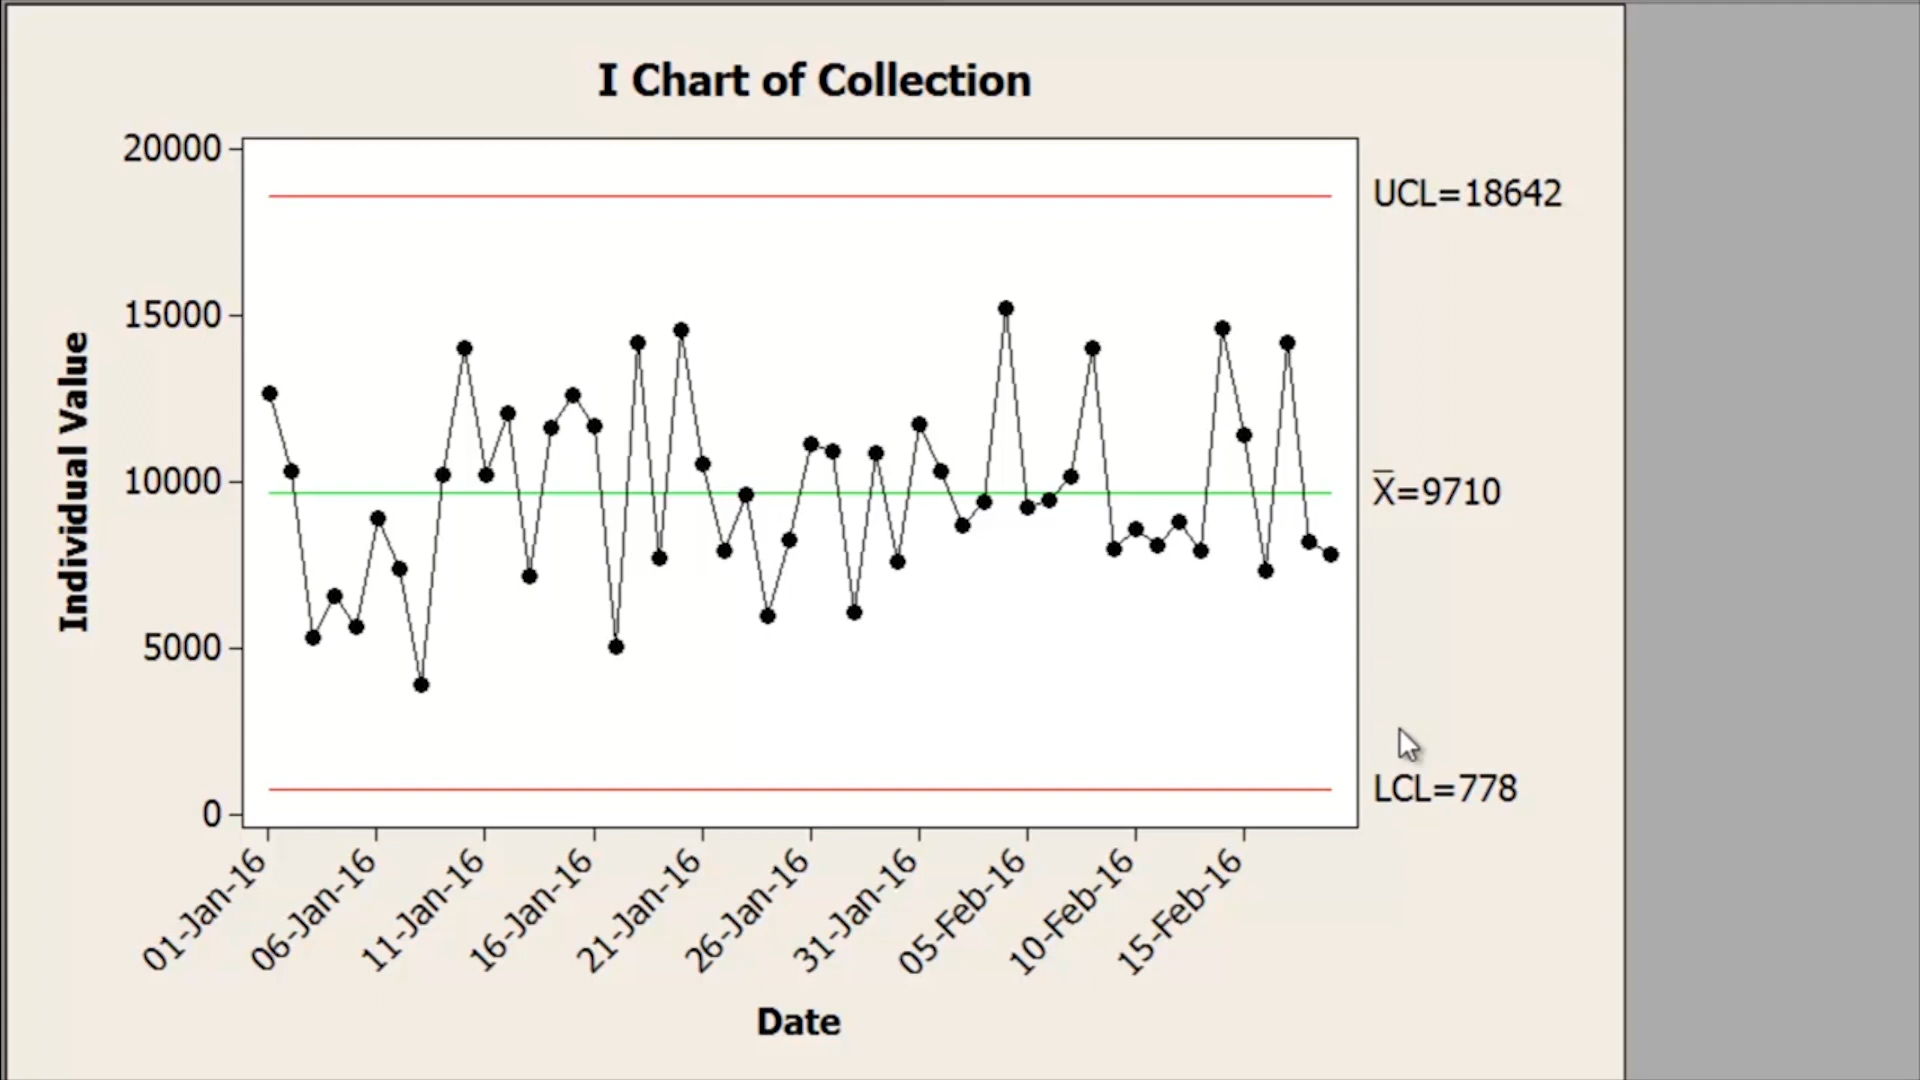 I Chart of Collection
20000
15000
10000
5000
0
Individual Value
UCL=18642
X̅=9710
LCL=778
01-Jan-16
06-Jan-16
11-Jan-16
16-Jan-16
21-Jan-16
26-Jan-16
31-Jan-16
05-Feb-16
10-Feb-16
15-Feb-16
Date